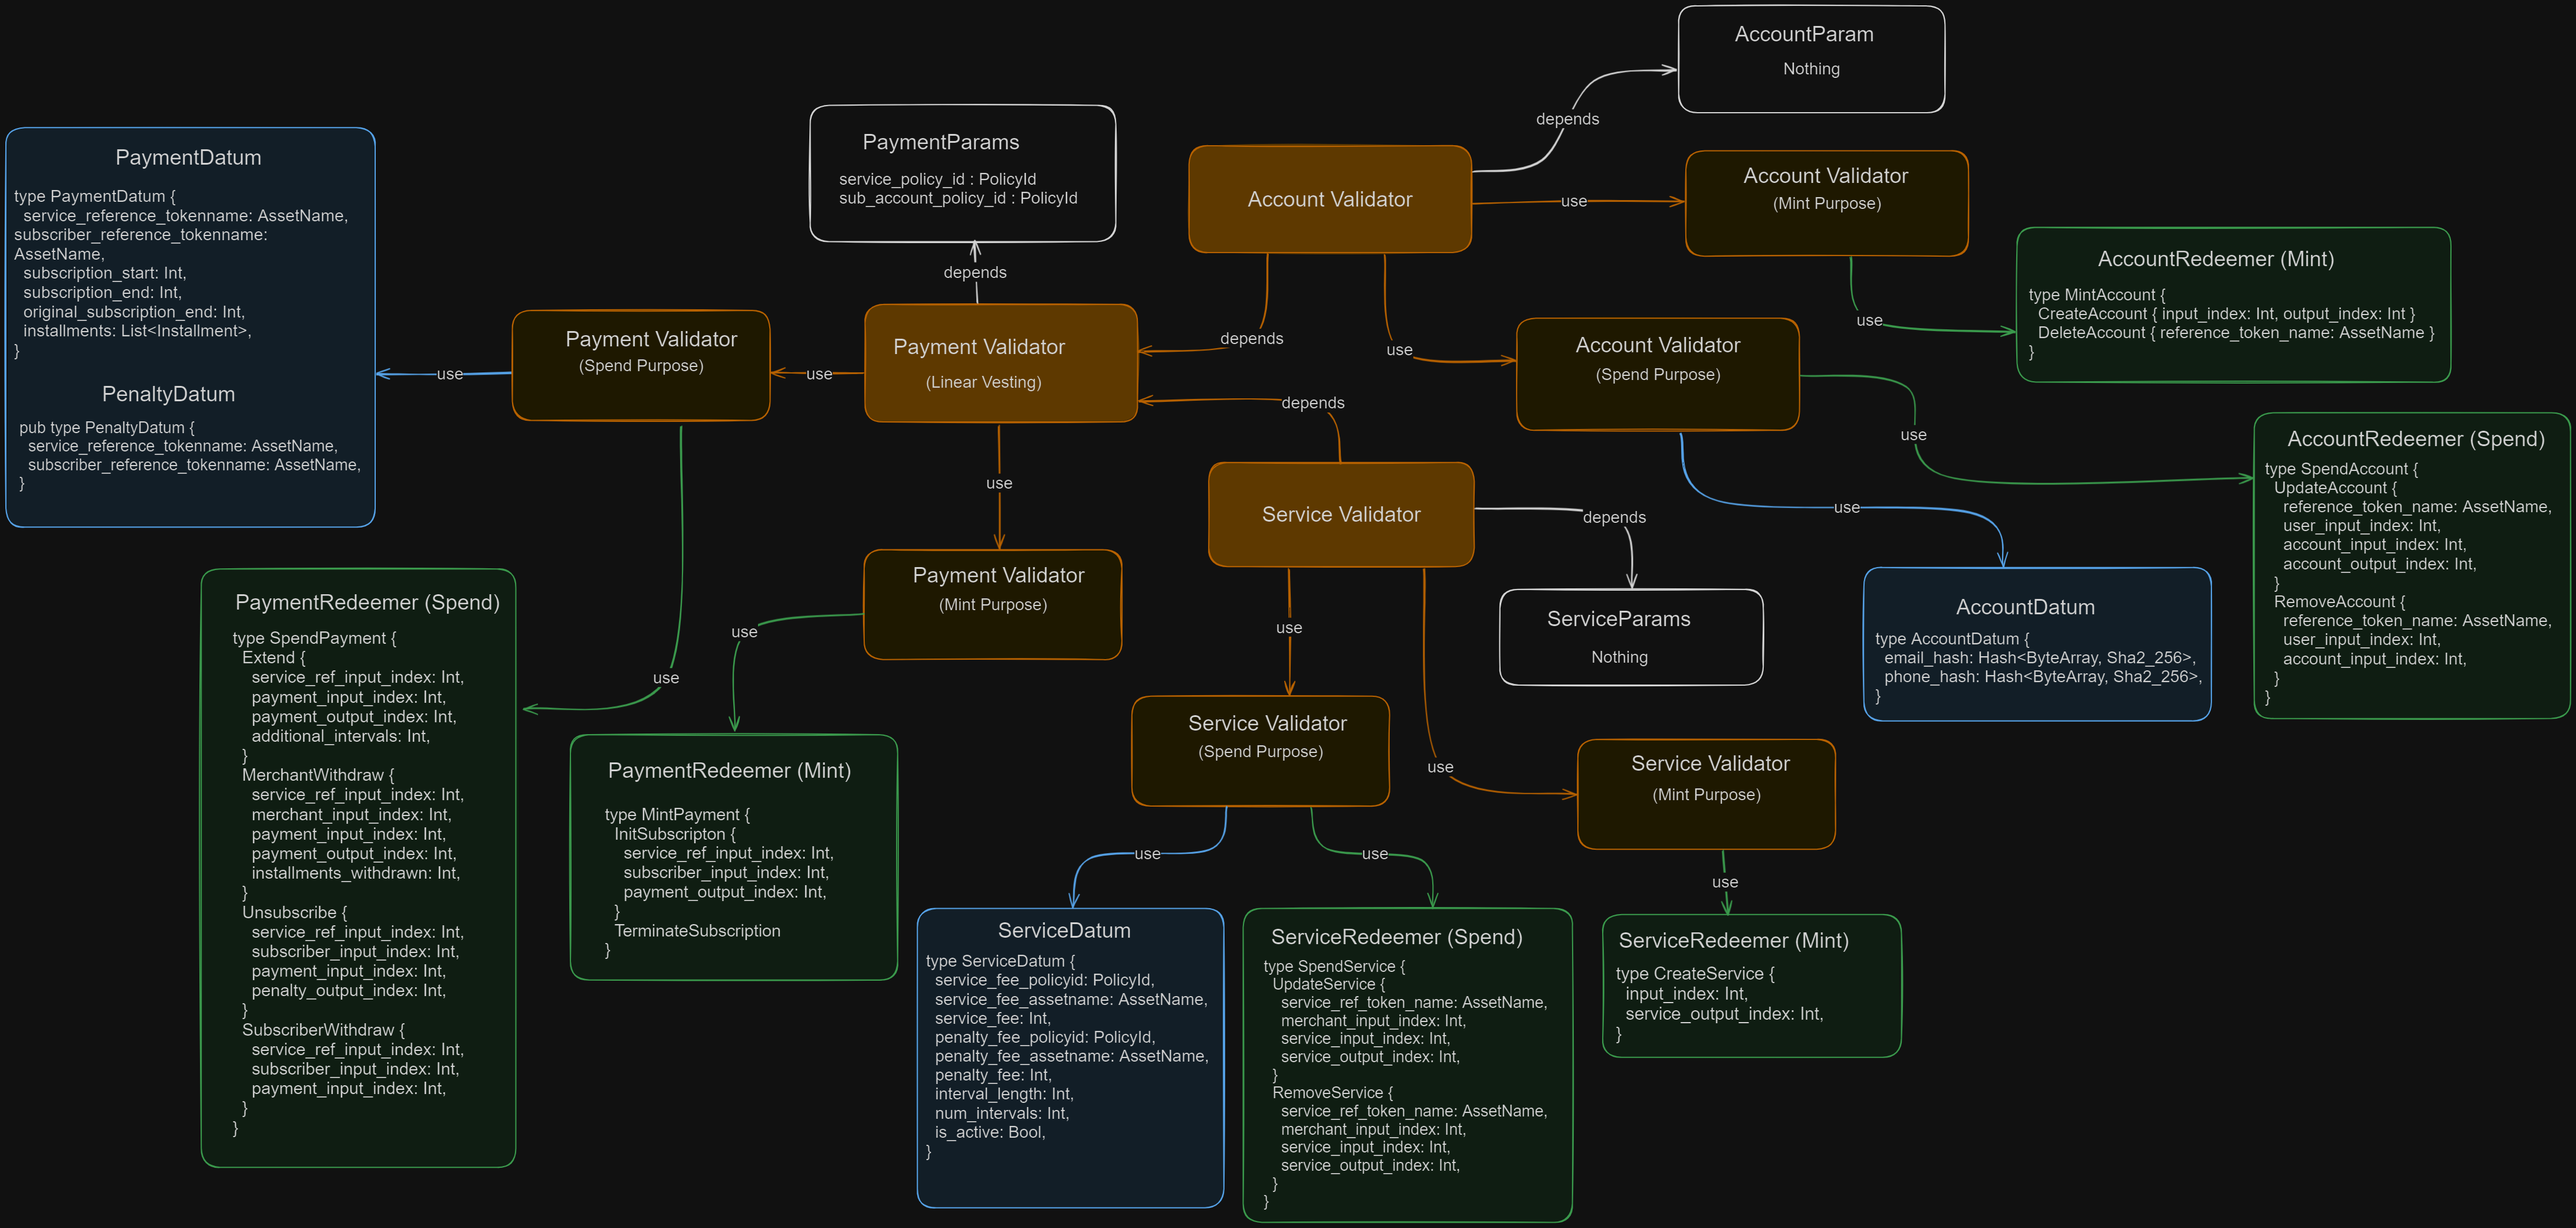 AccountParam
Nothing
depends
PaymentParams
service_policy_id : PolicyId
sub_account_policy_id : PolicyId
depends
Account Validator
use
Account Validator
(Mint Purpose)
use
AccountRedeemer (Mint)
type MintAccount {
CreateAccount { input_index: Int, output_index: Int }
DeleteAccount { reference_token_name: AssetName }
}
PaymentDatum
type PaymentDatum {
service_reference_tokenname: AssetName,
subscriber_reference_tokenname:
AssetName,
subscription_start: Int,
subscription_end: Int,
original_subscription_end: Int,
installments: List<Installment>,
}
PenaltyDatum
pub type PenaltyDatum {
service_reference_tokenname: AssetName,
subscriber_reference_tokenname: AssetName,
}
use
Payment Validator
(Spend Purpose)
use
Payment Validator
(Linear Vesting)
depends
use
Account Validator
(Spend Purpose)
depends
use
AccountRedeemer (Spend)
type SpendAccount {
UpdateAccount {
reference_token_name: AssetName,
user_input_index: Int,
account_input_index: Int,
account_output_index: Int,
}
RemoveAccount {
reference_token_name: AssetName,
user_input_index: Int,
account_input_index: Int,
}
}
use
Service Validator
depends
use
ServiceParams
Nothing
AccountDatum
type AccountDatum {
email_hash: Hash<ByteArray, Sha2_256>,
phone_hash: Hash<ByteArray, Sha2_256>,
}
Payment Validator
(Mint Purpose)
use
use
use
PaymentRedeemer (Spend)
type SpendPayment {
Extend {
service_ref_input_index: Int,
payment_input_index: Int,
payment_output_index: Int,
additional_intervals: Int,
}
MerchantWithdraw {
service_ref_input_index: Int,
merchant_input_index: Int,
payment_input_index: Int,
payment_output_index: Int,
installments_withdrawn: Int,
}
Unsubscribe {
service_ref_input_index: Int,
subscriber_input_index: Int,
payment_input_index: Int,
penalty_output_index: Int,
}
SubscriberWithdraw {
service_ref_input_index: Int,
subscriber_input_index: Int,
payment_input_index: Int,
}
}
PaymentRedeemer (Mint)
type MintPayment {
InitSubscripton {
service_ref_input_index: Int,
subscriber_input_index: Int,
payment_output_index: Int,
}
TerminateSubscription
}
Service Validator
(Spend Purpose)
use
Service Validator
(Mint Purpose)
use
use
use
ServiceDatum
type ServiceDatum {
service_fee_policyid: PolicyId,
service_fee_assetname: AssetName,
service_fee: Int,
penalty_fee_policyid: PolicyId,
penalty_fee_assetname: AssetName,
penalty_fee: Int,
interval_length: Int,
num_intervals: Int,
is_active: Bool,
}
ServiceRedeemer (Spend)
type SpendService {
UpdateService {
service_ref_token_name: AssetName,
merchant_input_index: Int,
service_input_index: Int,
service_output_index: Int,
}
RemoveService {
service_ref_token_name: AssetName,
merchant_input_index: Int,
service_input_index: Int,
service_output_index: Int,
}
}
ServiceRedeemer (Mint)
type CreateService {
input_index: Int,
service_output_index: Int,
}